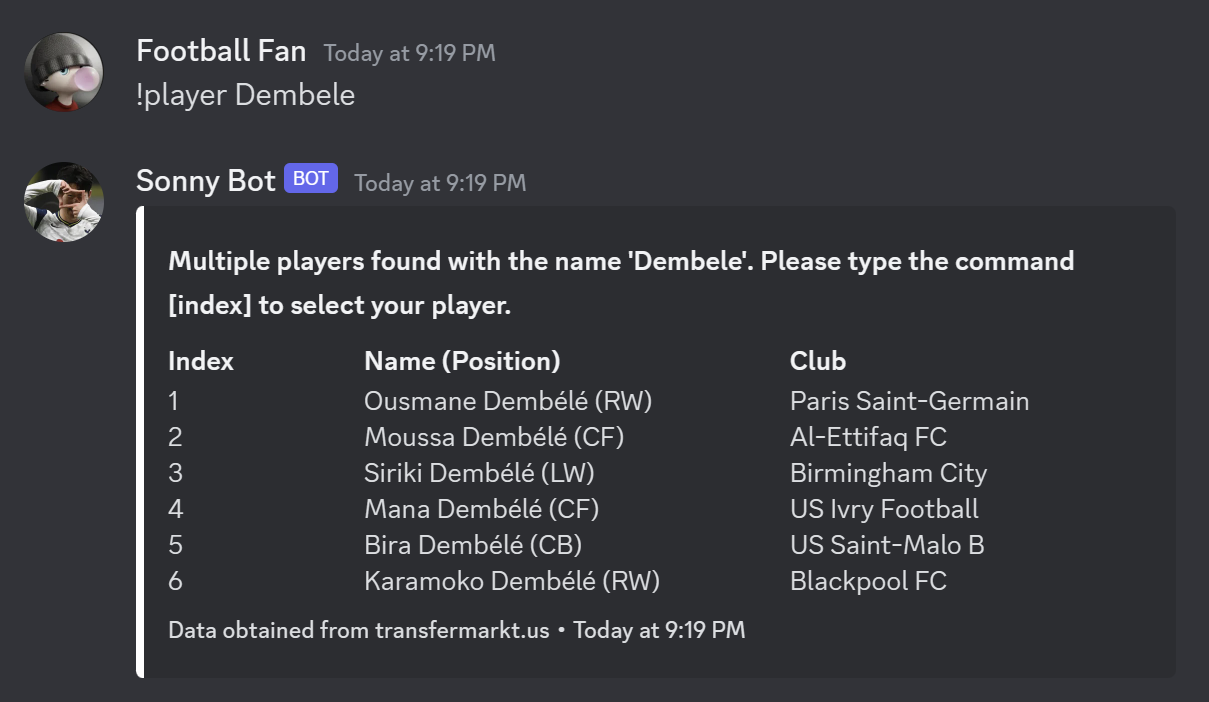 Football Fan Today at 9:19 PM
!player Dembele
Sonny Bot BOT Today at 9:19 PM
Multiple players found with the name 'Dembele'. Please type the command
[index] to select your player.
Index Name (Position) Club
1 Ousmane Dembélé (RW) Paris Saint-Germain
2 Moussa Dembélé (CF) Al-Ettifaq FC
3 Siriki Dembélé (LW) Birmingham City
4 Mana Dembélé (CF) US Ivry Football
5 Bira Dembélé (CB) US Saint-Malo B
6 Karamoko Dembélé (RW) Blackpool FC
Data obtained from transfermarkt.us • Today at 9:19 PM